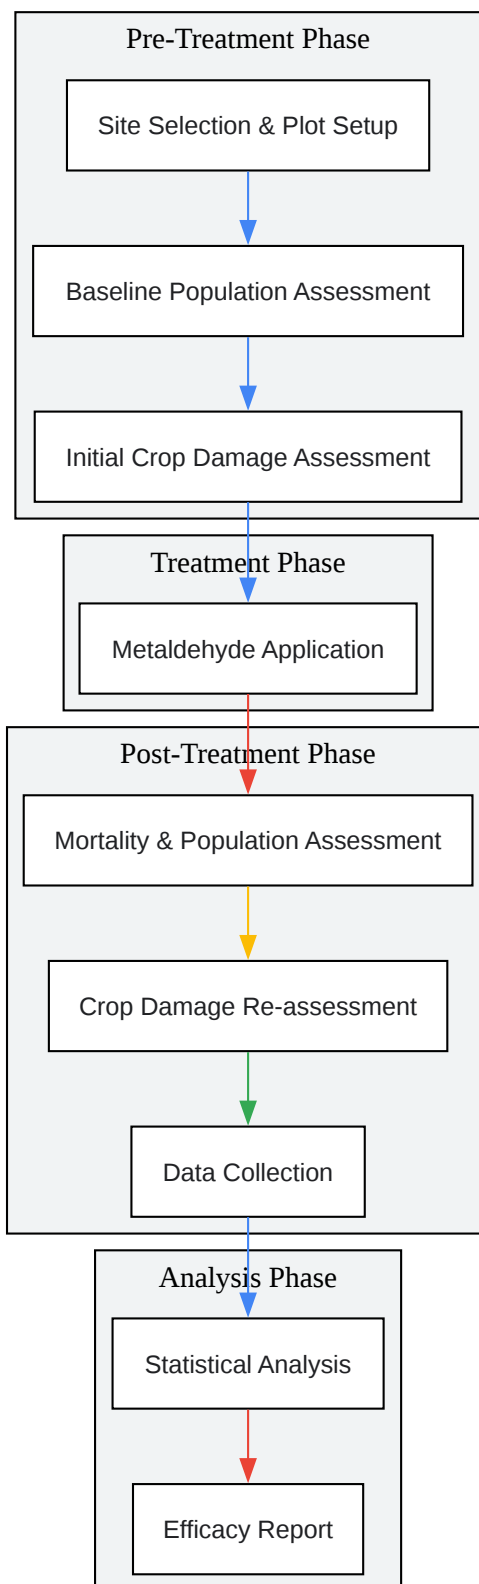 Pre-Treatment Phase
Site Selection & Plot Setup
Baseline Population Assessment
Initial Crop Damage Assessment
Treatment Phase
Metaldehyde Application
Post-Treatment Phase
Mortality & Population Assessment
Crop Damage Re-assessment
Data Collection
Analysis Phase
Statistical Analysis
Efficacy Report